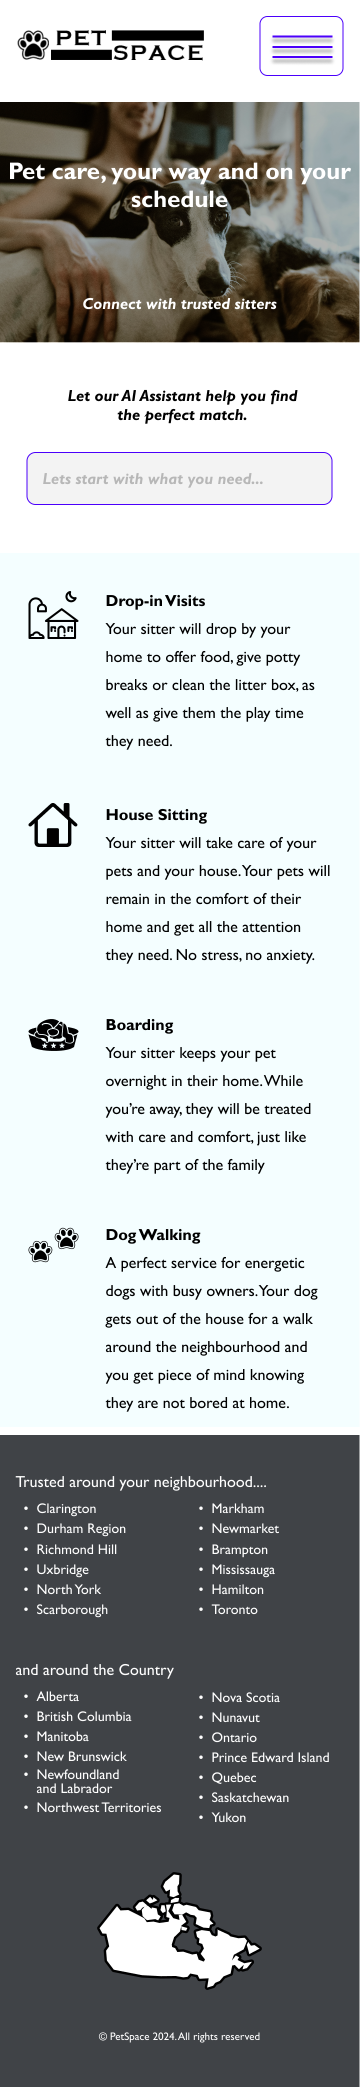 PET
SPACE
Pet care, your way and on your
schedule
Connect with trusted sitters
Let our AI Assistant help you find
the perfect match.
Lets start with what you need...
Drop-in Visits
Your sitter will drop by your
home to offer food, give potty
breaks or clean the litter box, as
well as give them the play time
they need.
House Sitting
Your sitter will take care of your
pets and your house. Your pets will
remain in the comfort of their
home and get all the attention
they need. No stress, no anxiety.
Boarding
Your sitter keeps your pet
overnight in their home. While
you're away, they will be treated
with care and comfort, just like
they're part of the family
Dog Walking
A perfect service for energetic
dogs with busy owners. Your dog
gets out of the house for a walk
around the neighbourhood and
you get piece of mind knowing
they are not bored at home.
Trusted around your neighbourhood....
• Clarington
• Durham Region
• Richmond Hill
• Uxbridge
• North York
• Scarborough
• Markham
• Newmarket
• Brampton
• Mississauga
• Hamilton
• Toronto
and around the Country
• Alberta
• British Columbia
• Manitoba
• New Brunswick
• Newfoundland
and Labrador
• Northwest Territories
• Nova Scotia
• Nunavut
• Ontario
• Prince Edward Island
• Quebec
• Saskatchewan
• Yukon
© PetSpace 2024. All rights reserved